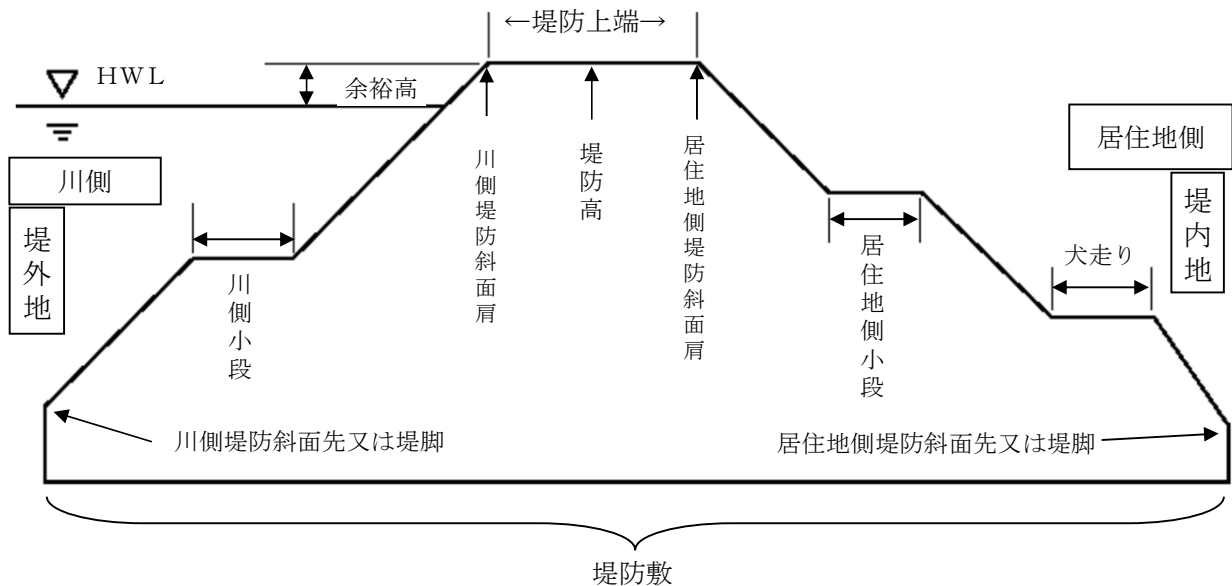 ←堤防上端→
HWL
余裕高
川側
堤外地
川側小段
川側堤防斜面肩
堤防高
居住地側堤防斜面肩
居住地側小段
犬走り
居住地側
堤内地
川側堤防斜面先又は堤脚
居住地側堤防斜面先又は堤脚
堤防敷